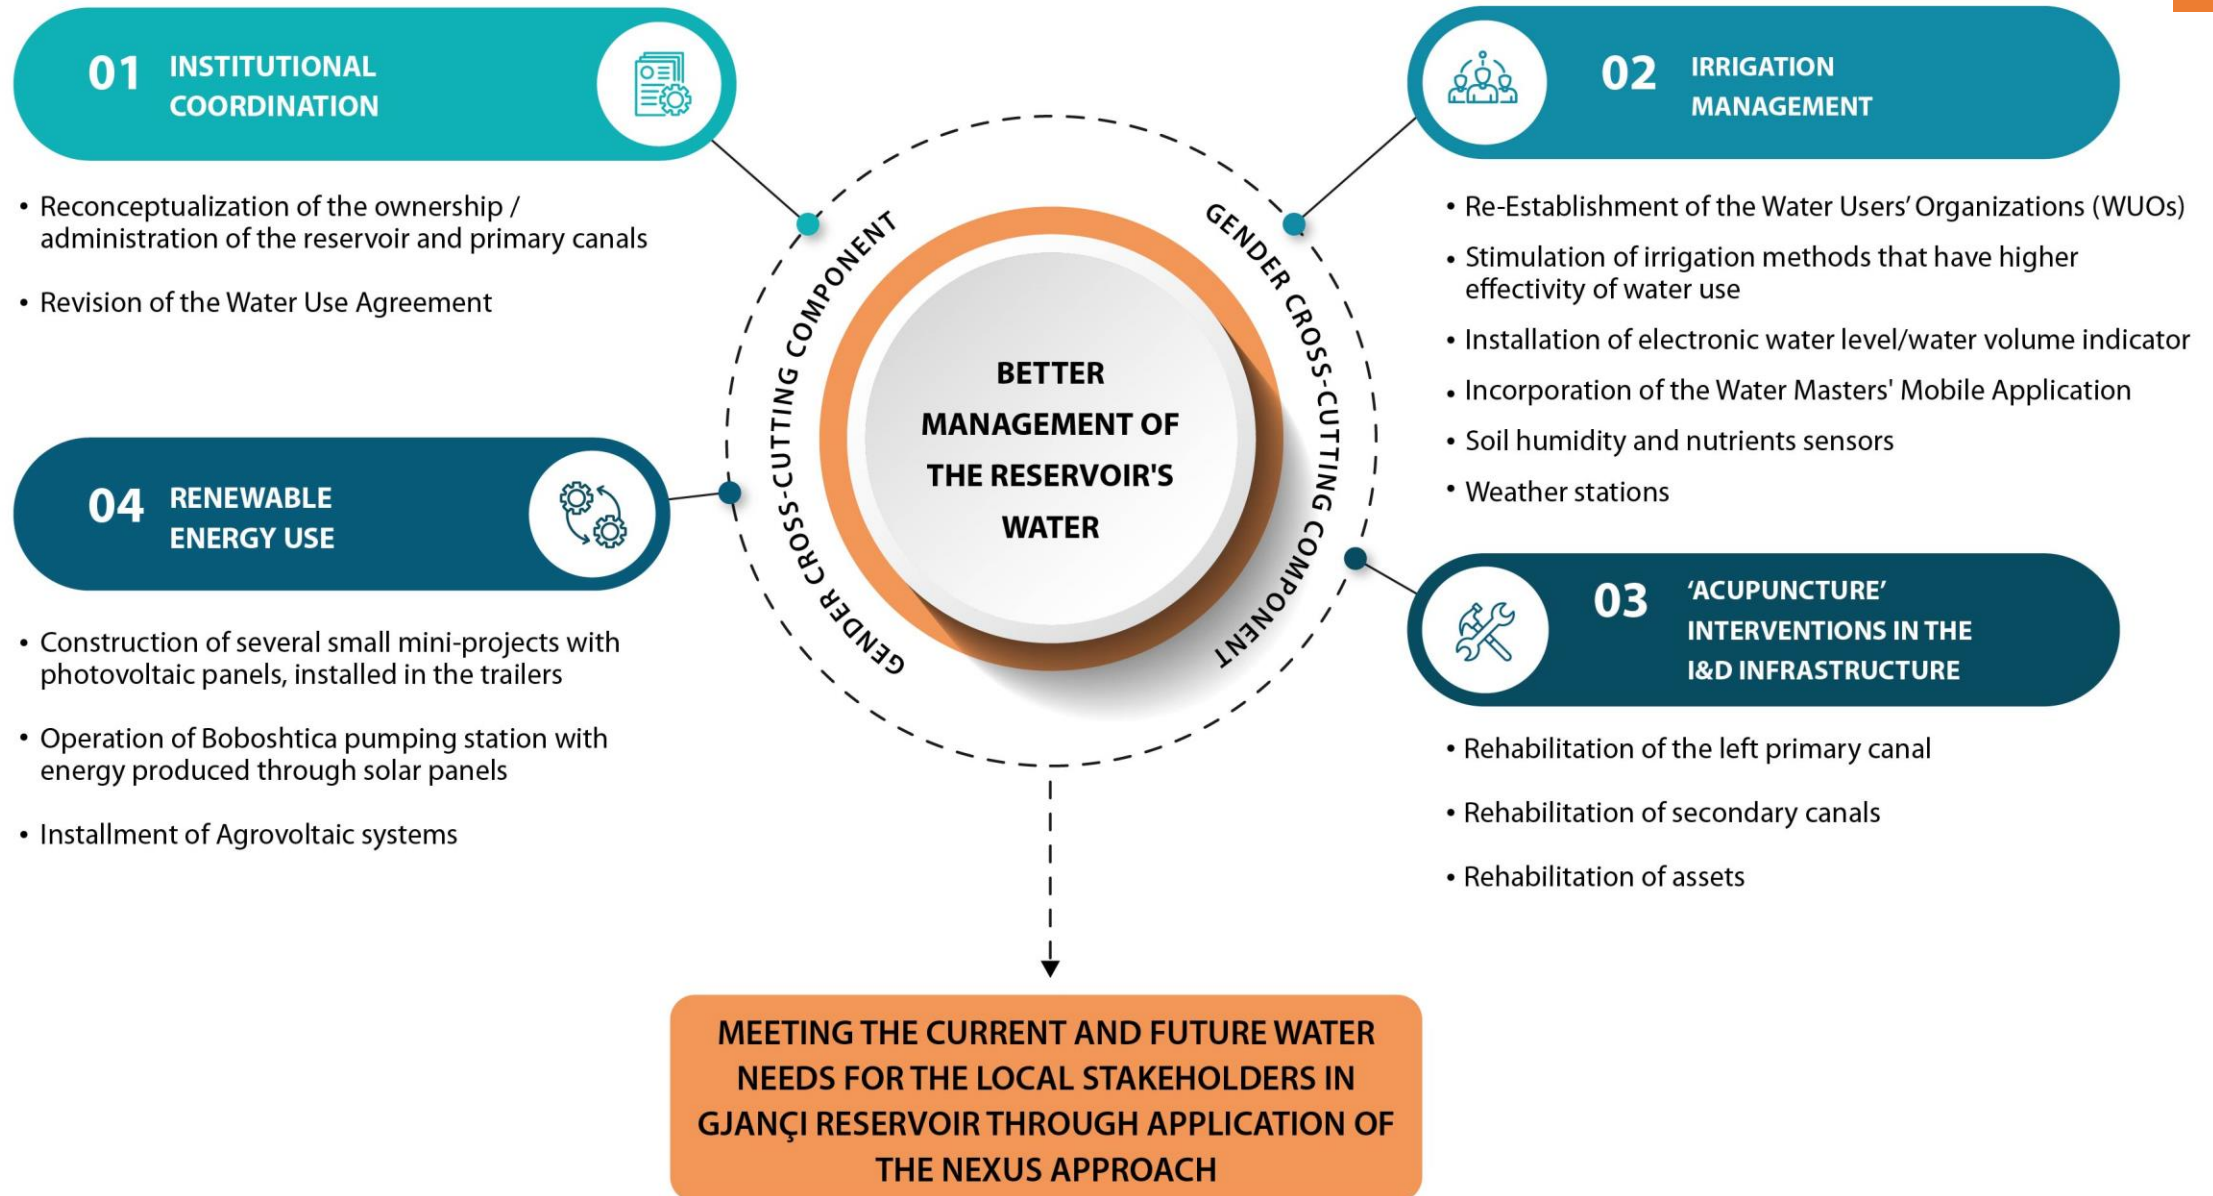 01 INSTITUTIONAL
COORDINATION
• Reconceptualization of the ownership /
administration of the reservoir and primary canals
• Revision of the Water Use Agreement
02 IRRIGATION
MANAGEMENT
• Re-Establishment of the Water Users' Organizations (WUOs)
• Stimulation of irrigation methods that have higher
effectivity of water use
• Installation of electronic water level/water volume indicator
• Incorporation of the Water Masters' Mobile Application
• Soil humidity and nutrients sensors
• Weather stations
03 ‘ACUPUNCTURE’
INTERVENTIONS IN THE
I&D INFRASTRUCTURE
• Rehabilitation of the left primary canal
• Rehabilitation of secondary canals
• Rehabilitation of assets
04 RENEWABLE
ENERGY USE
• Construction of several small mini-projects with
photovoltaic panels, installed in the trailers
• Operation of Boboshtica pumping station with
energy produced through solar panels
• Installment of Agrovoltaic systems
GENDER CROSS-CUTTING COMPONENT
GENDER CROSS-CUTTING COMPONENT
BETTER
MANAGEMENT OF
THE RESERVOIR'S
WATER
MEETING THE CURRENT AND FUTURE WATER
NEEDS FOR THE LOCAL STAKEHOLDERS IN
GJANÇI RESERVOIR THROUGH APPLICATION OF
THE NEXUS APPROACH